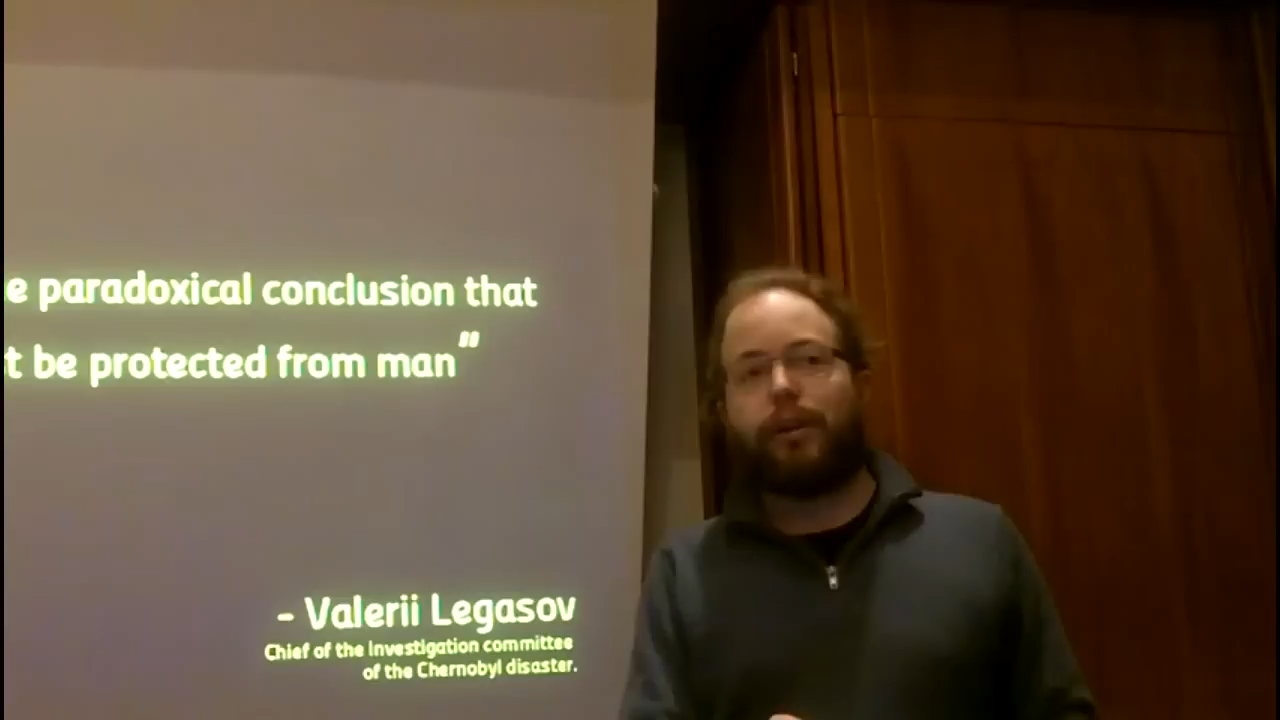 e paradoxical conclusion that
t be protected from man”
- Valerii Legasov
Chief of the Investigation committee
of the Chernobyl disaster.